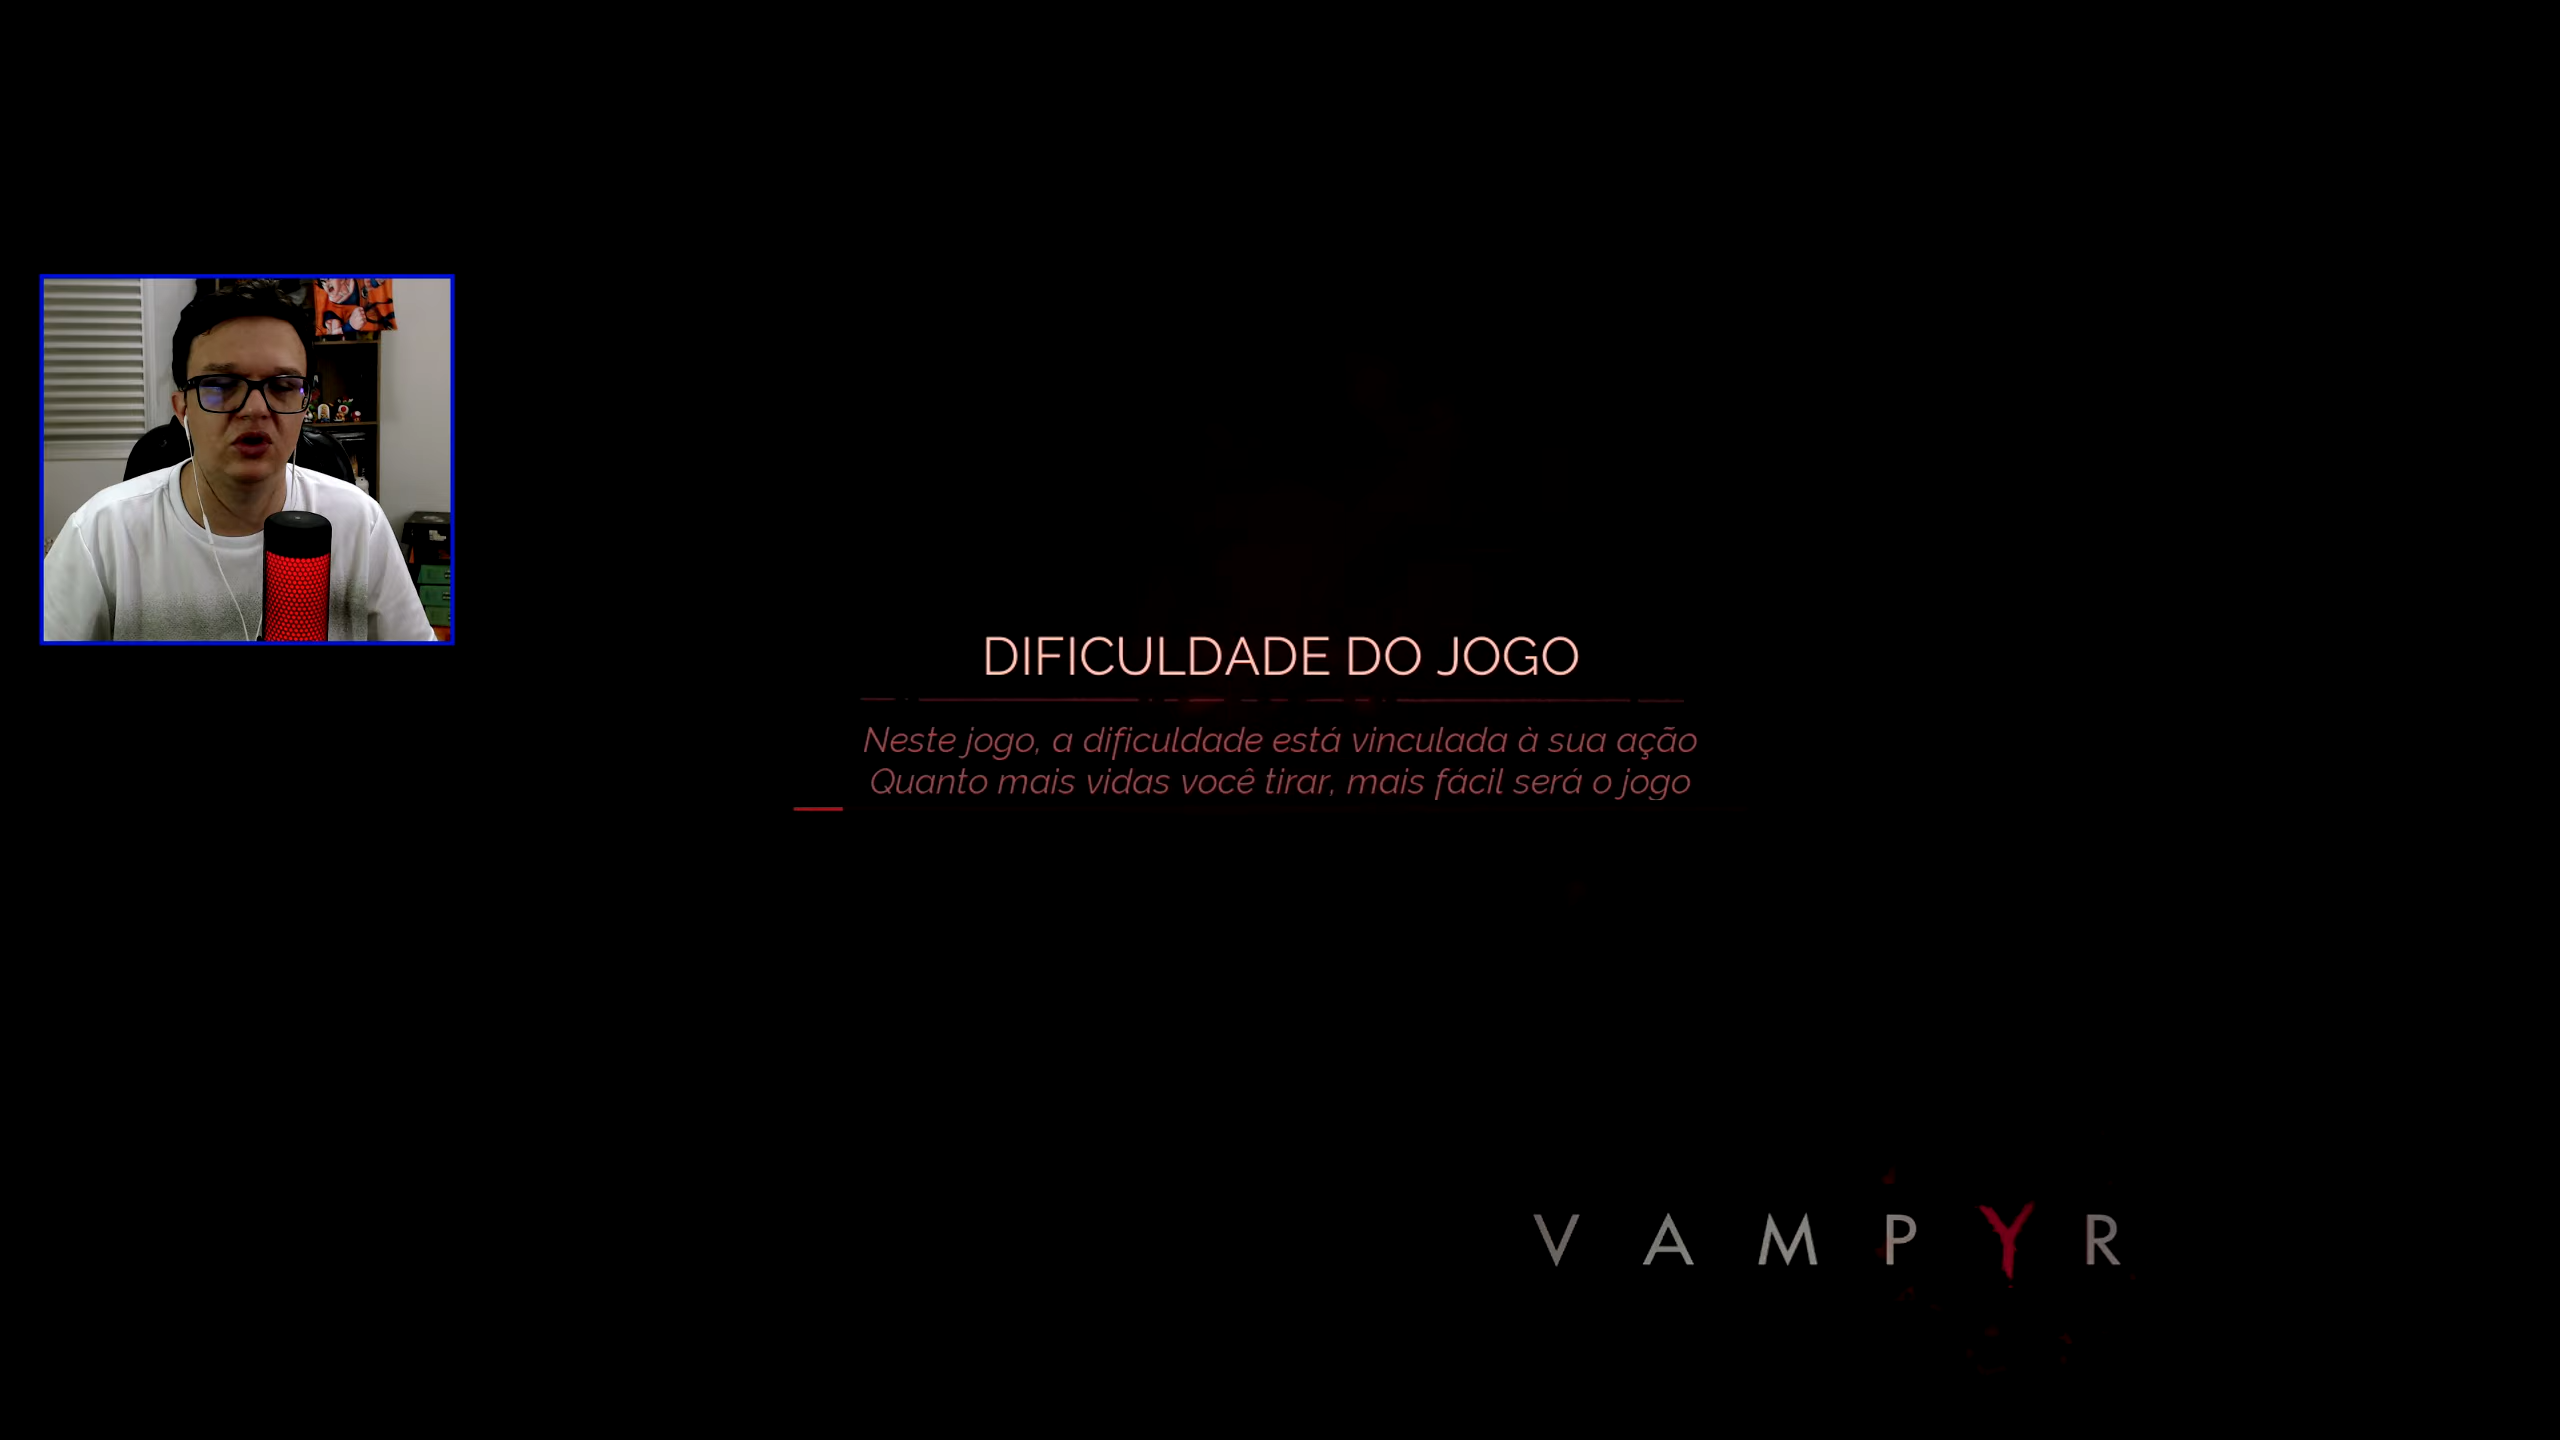 DIFICULDADE DO JOGO
Neste jogo, a dificuldade está vinculada à sua ação
Quanto mais vidas você tirar, mais fácil será o jogo
VAMPYR